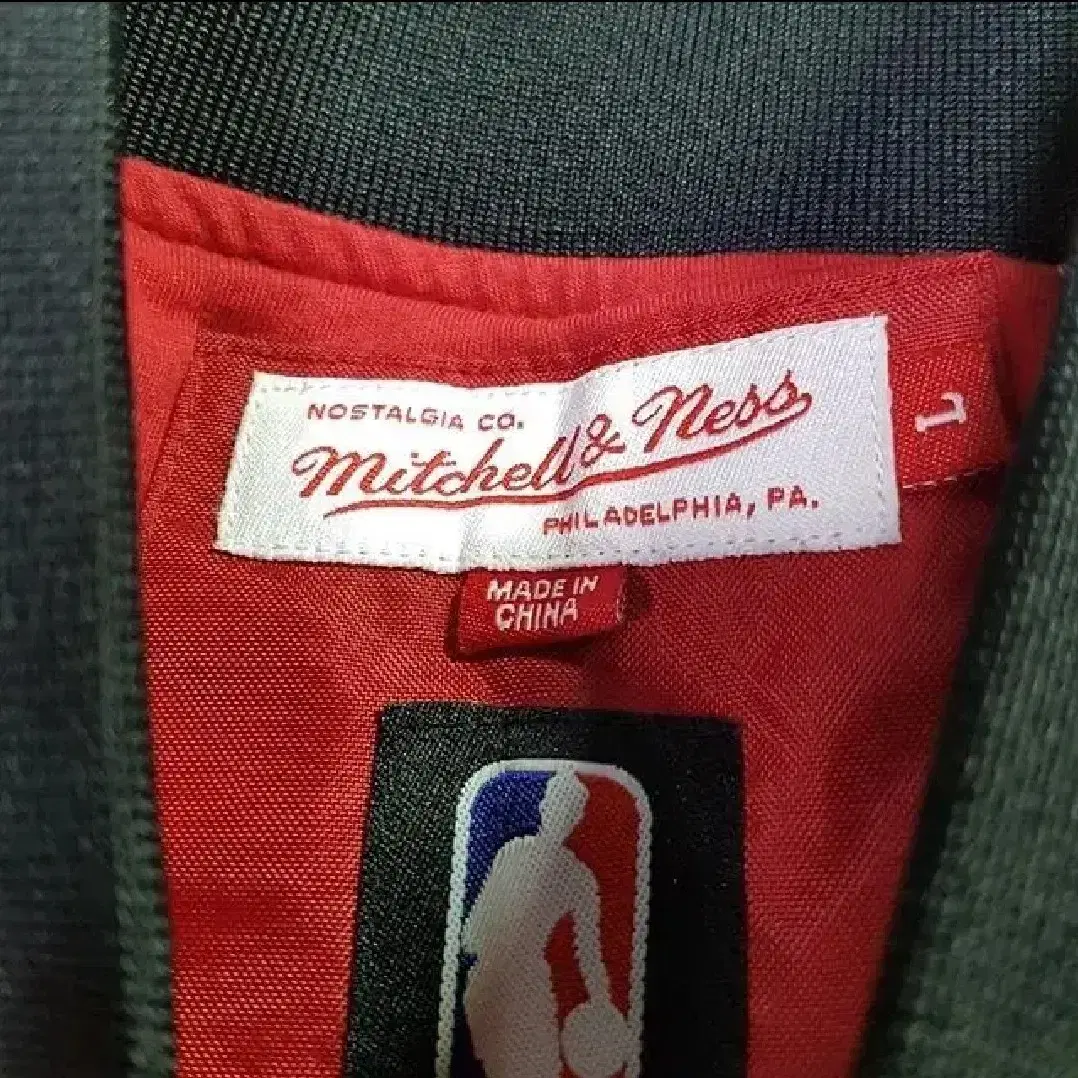 NOSTALGIA CO.
Mitchell & Ness
PHILADELPHIA, PA.
L
MADE IN
CHINA